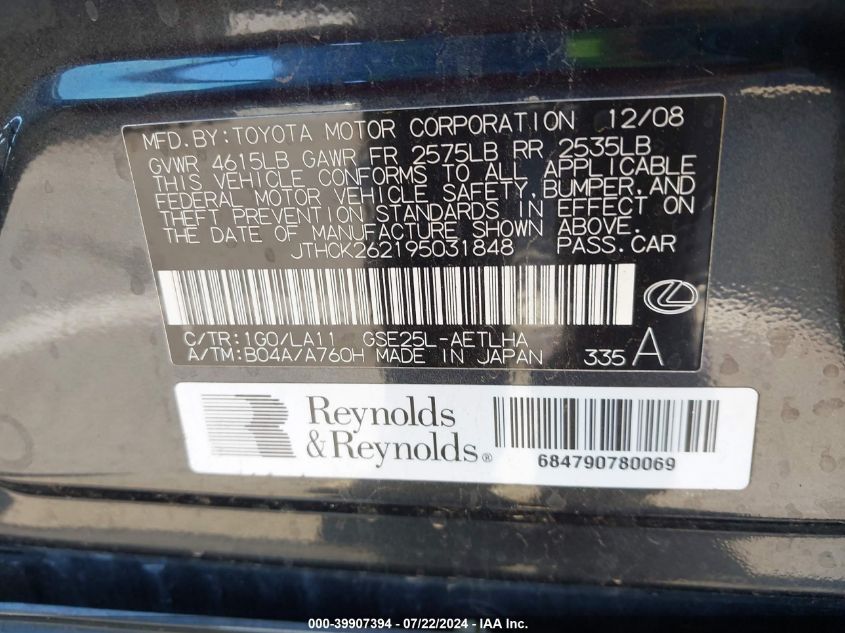 MFD.BY:TOYOTA MOTOR CORPORATION 12/08
GVWR 4615LB GAWR FR 2575LB RR 2535LB
THIS VEHICLE CONFORMS TO ALL APPLICABLE
FEDERAL MOTOR VEHICLE SAFETY, BUMPER, AND
THEFT PREVENTION STANDARDS IN EFFECT ON
THE DATE OF MANUFACTURE SHOWN ABOVE.
JTHCK262195031848 PASS.CAR
C/TR:1G0/LA11 GSE25L-AETLHA
A/TM:B04A/A760H MADE IN JAPAN 335 A
Reynolds
&Reynolds®
684790780069
000-39907394 - 07/22/2024 - IAAI.COM